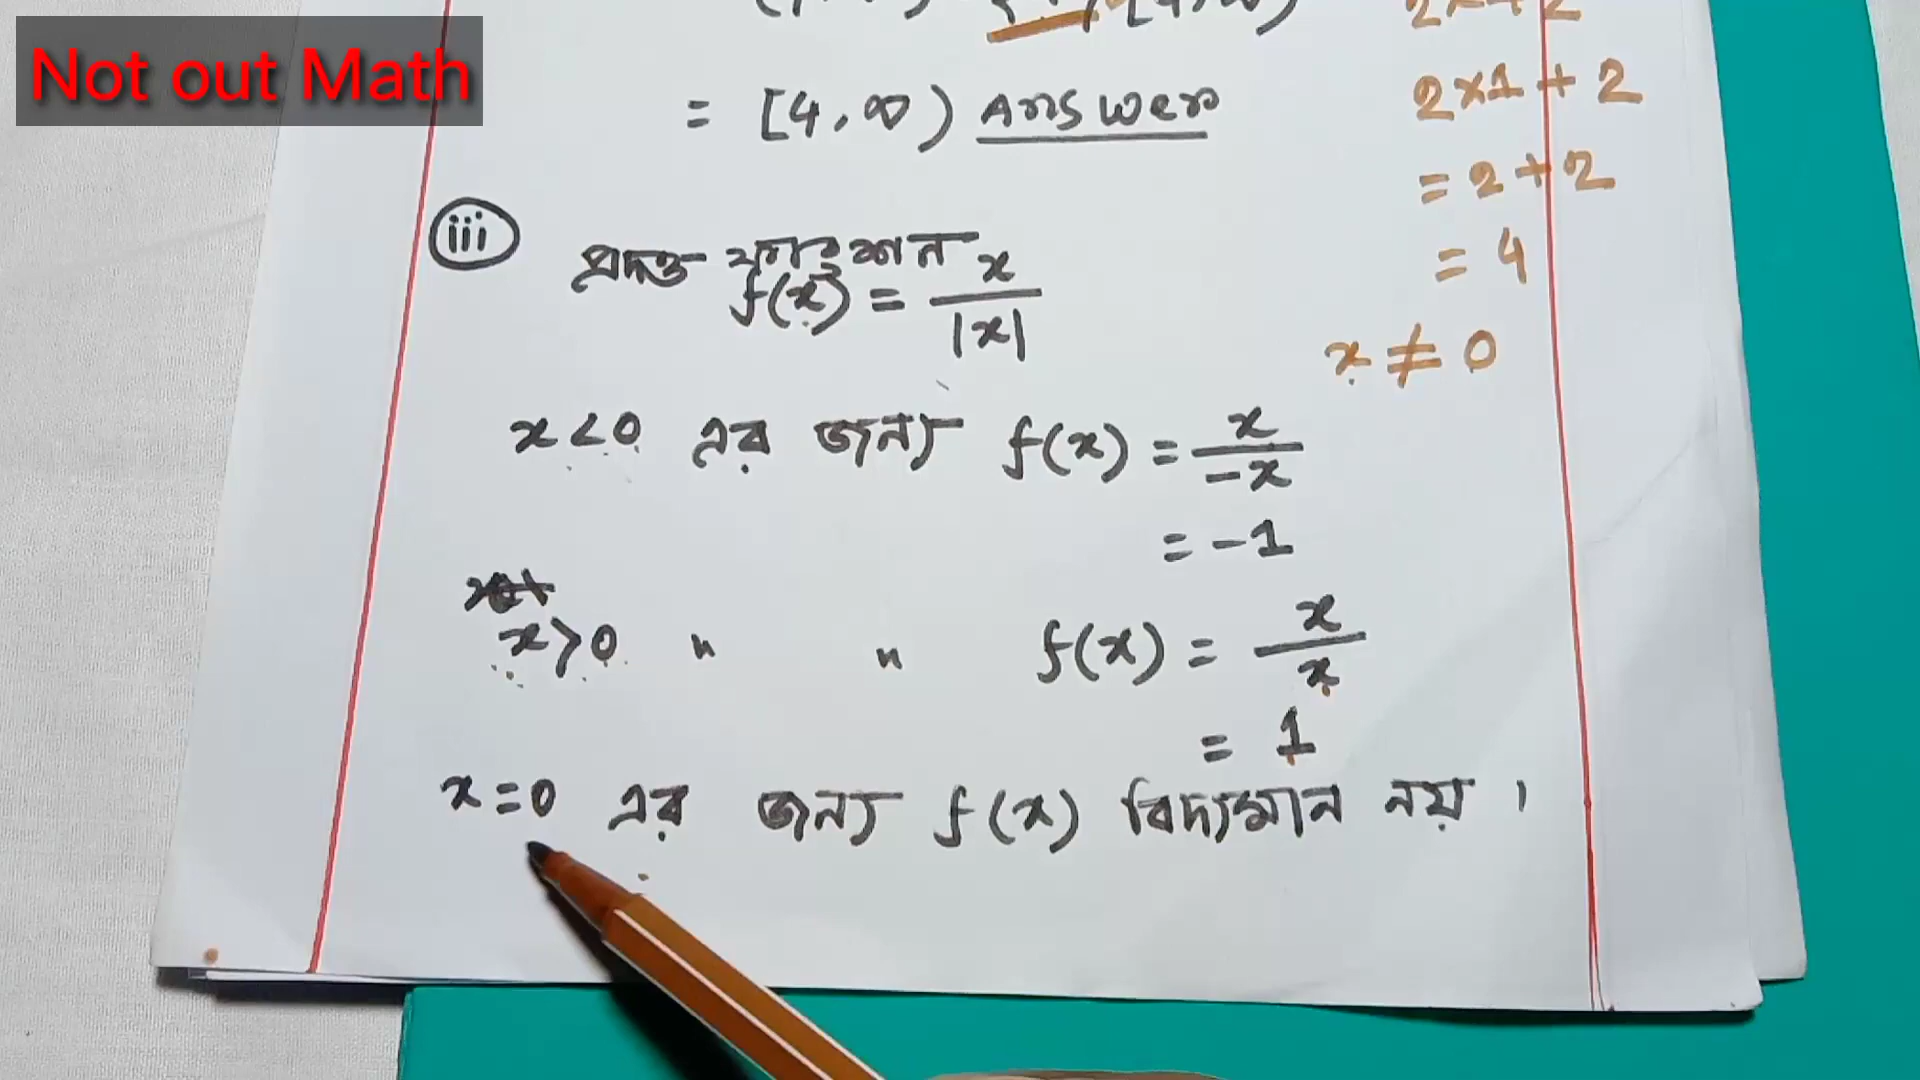 Not out Math
= [4, ∞) Answer
2×1 + 2
= 2 + 2
= 4
x ≠ 0
iii
প্রদত্ত ফাংশন
f(x) = x/|x|
x<0 এর জন্য f(x) = x/-x
= -1
x>0 " " f(x) = x/x
= 1
x=0 এর জন্য f(x) বিদ্যমান নয়।